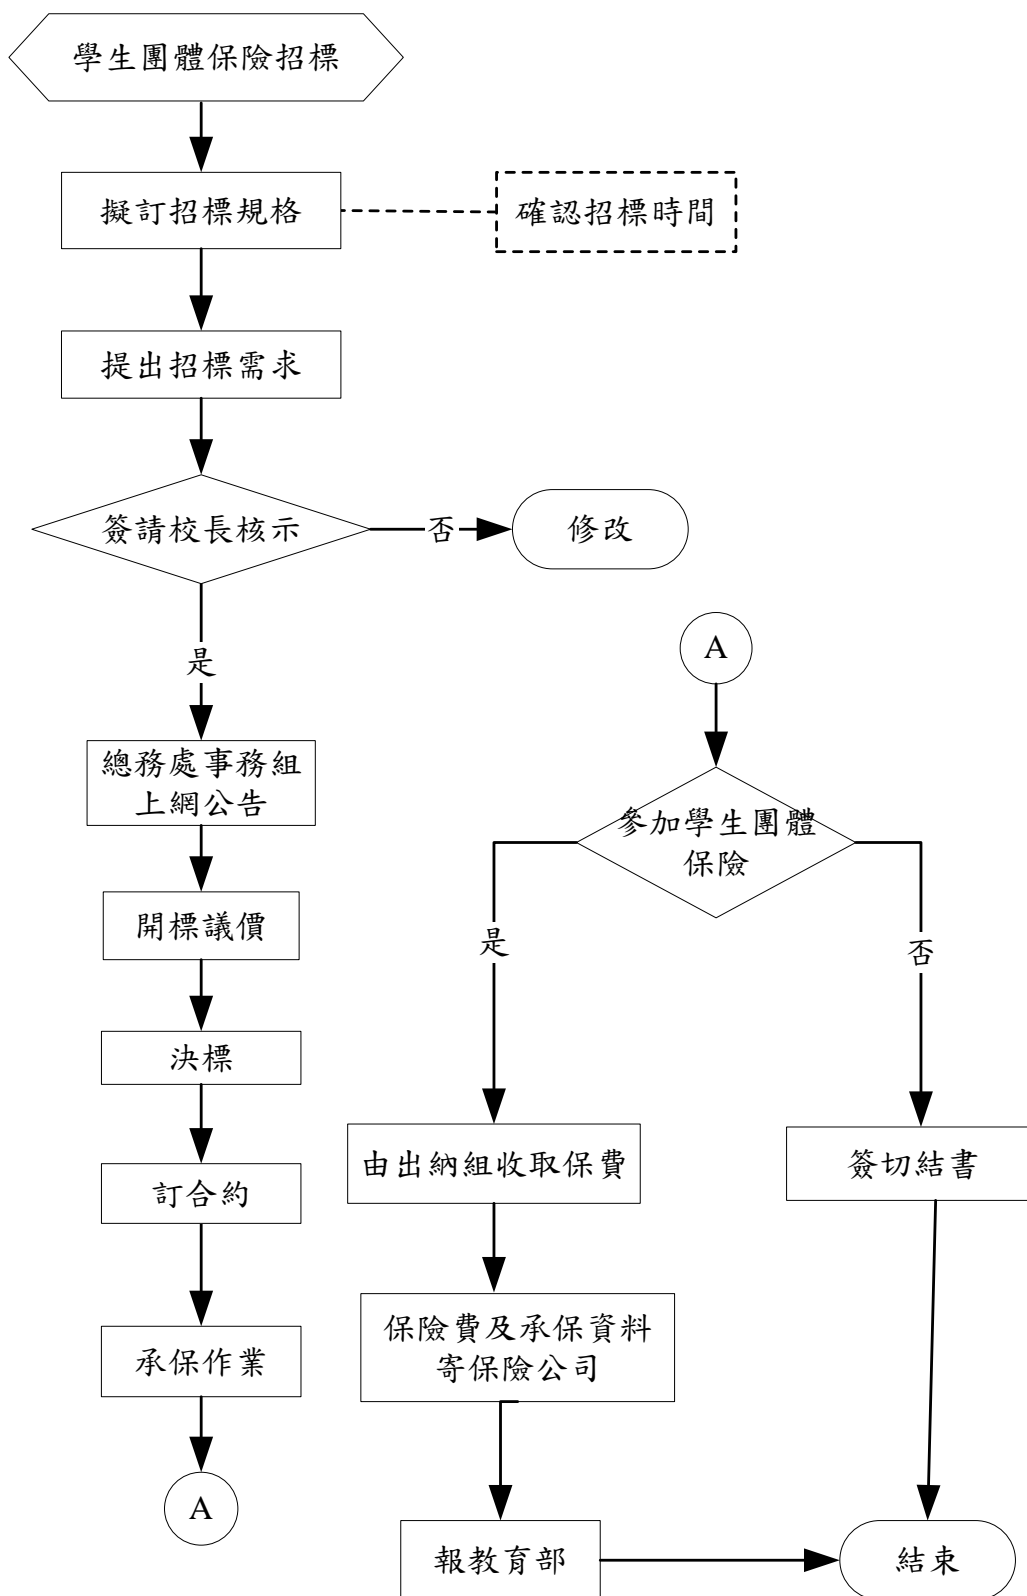 學生團體保險招標
擬訂招標規格
確認招標時間
提出招標需求
簽請校長核示
否
修改
是
總務處事務組
上網公告
開標議價
決標
訂合約
承保作業
A
A
參加學生團體
保險
是
否
由出納組收取保費
簽切結書
保險費及承保資料
寄保險公司
報教育部
結束